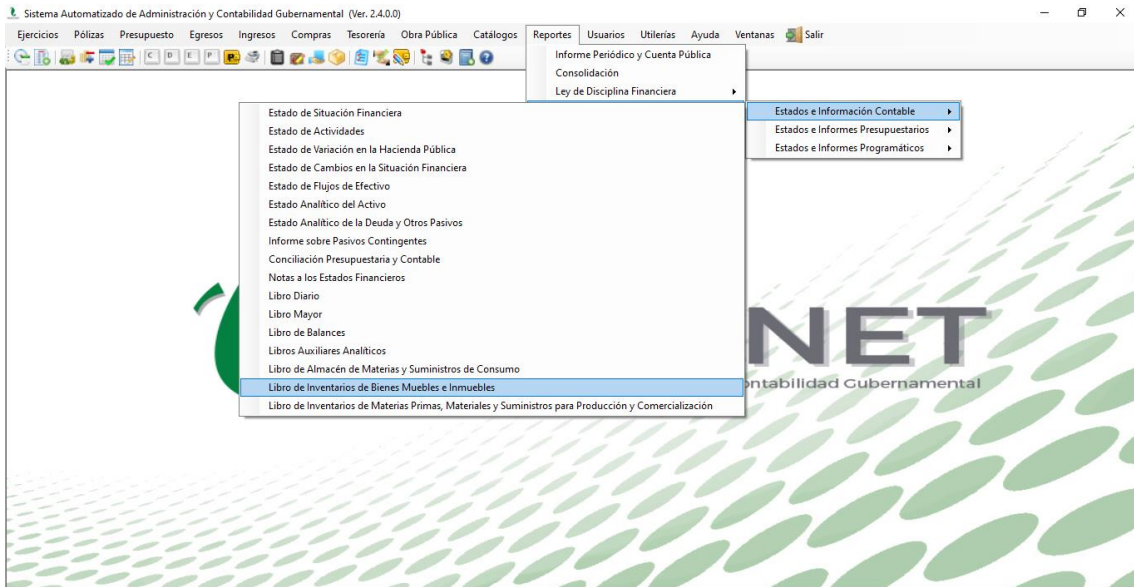 Sistema Automatizado de Administración y Contabilidad Gubernamental (Ver. 2.4.0.0)
Ejercicios Pólizas Presupuesto Egresos Ingresos Compras Tesorería Obra Pública Catálogos Reportes Usuarios Utilerías Ayuda Ventanas Salir
C D E P P
Informe Periódico y Cuenta Pública
Consolidación
Ley de Disciplina Financiera
Estados e Información Contable
Estados e Informes Presupuestarios
Estados e Informes Programáticos
Estado de Situación Financiera
Estado de Actividades
Estado de Variación en la Hacienda Pública
Estado de Cambios en la Situación Financiera
Estado de Flujos de Efectivo
Estado Analítico del Activo
Estado Analítico de la Deuda y Otros Pasivos
Informe sobre Pasivos Contingentes
Conciliación Presupuestaria y Contable
Notas a los Estados Financieros
Libro Diario
Libro Mayor
Libro de Balances
Libros Auxiliares Analíticos
Libro de Almacén de Materias y Suministros de Consumo
Libro de Inventarios de Bienes Muebles e Inmuebles
Libro de Inventarios de Materias Primas, Materiales y Suministros para Producción y Comercialización
NET
ontabilidad Gubernamental